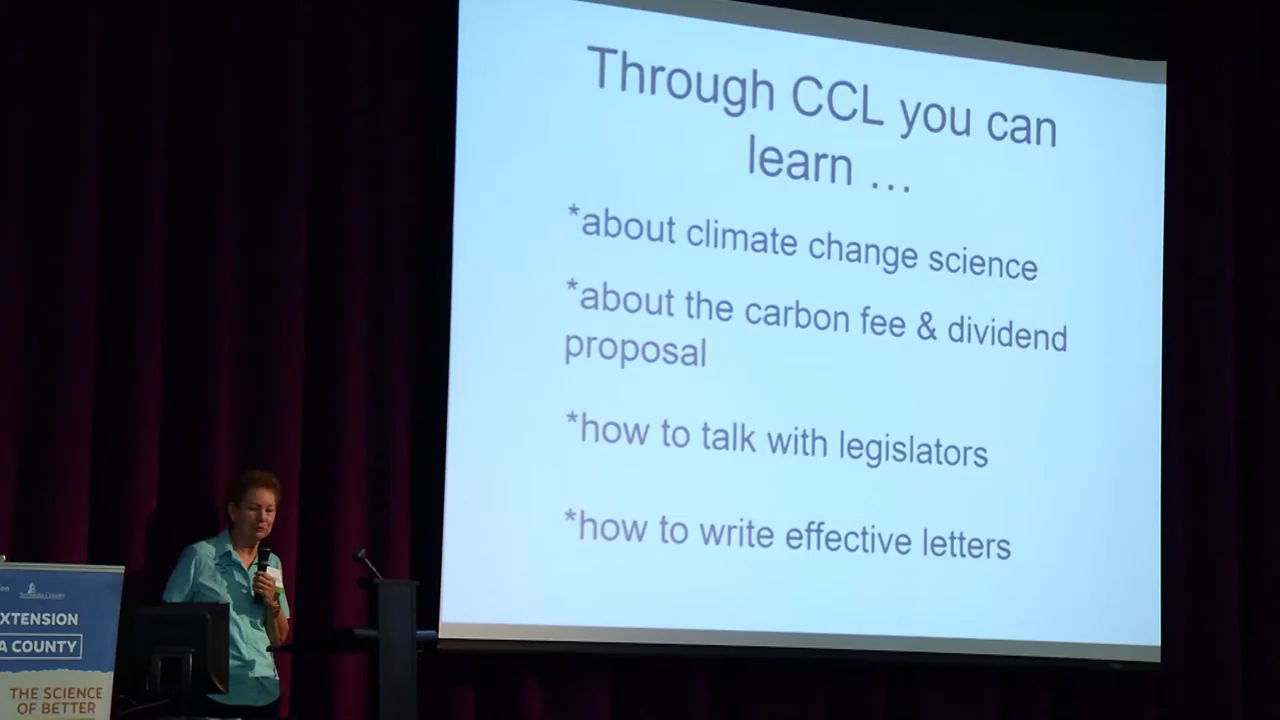 Through CCL you can
learn ...
*about climate change science
*about the carbon fee & dividend
proposal
*how to talk with legislators
*how to write effective letters
XTENSION
A COUNTY
THE SCIENCE
OF BETTER